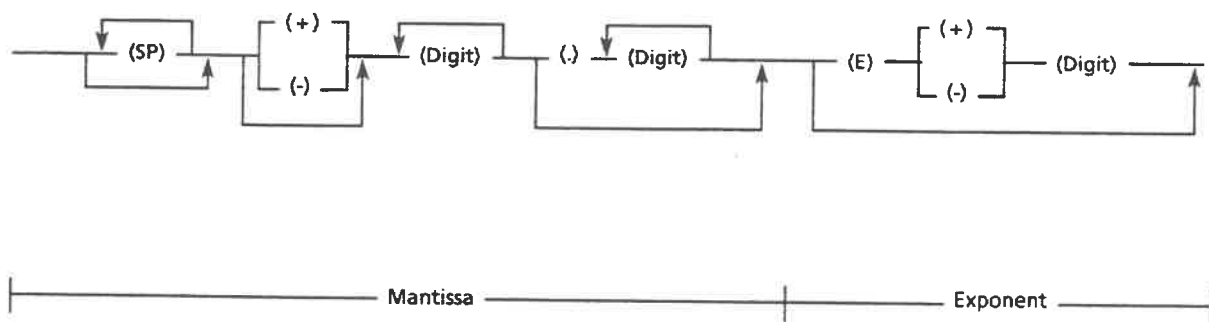 (+)
(SP) (Digit) (.) (Digit) (E) (+) (Digit)
(-) (-)
Mantissa Exponent